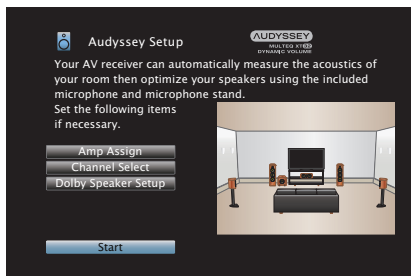 Audyssey Setup
AUDYSSEY
MULTEQ XT32
DYNAMIC VOLUME
Your AV receiver can automatically measure the acoustics of
your room then optimize your speakers using the included
microphone and microphone stand.
Set the following items
if necessary.
Amp Assign
Channel Select
Dolby Speaker Setup
Start